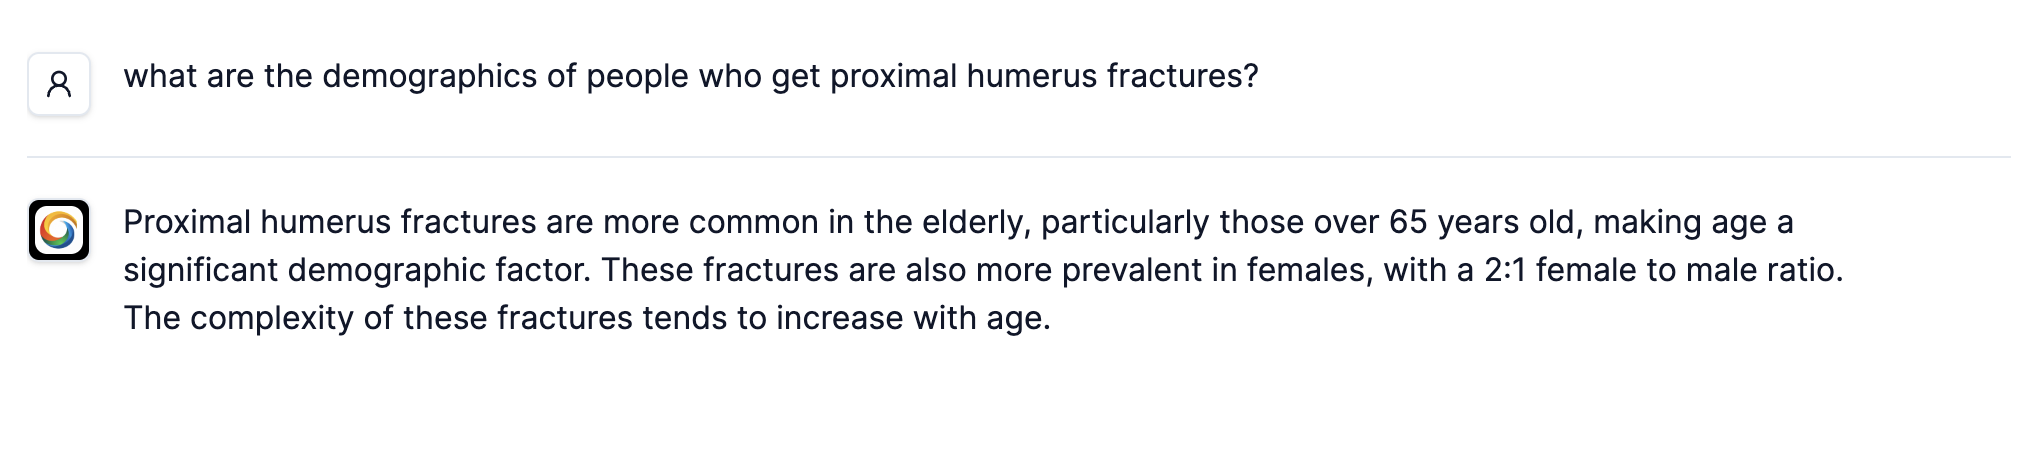 what are the demographics of people who get proximal humerus fractures?
Proximal humerus fractures are more common in the elderly, particularly those over 65 years old, making age a
significant demographic factor. These fractures are also more prevalent in females, with a 2:1 female to male ratio.
The complexity of these fractures tends to increase with age.